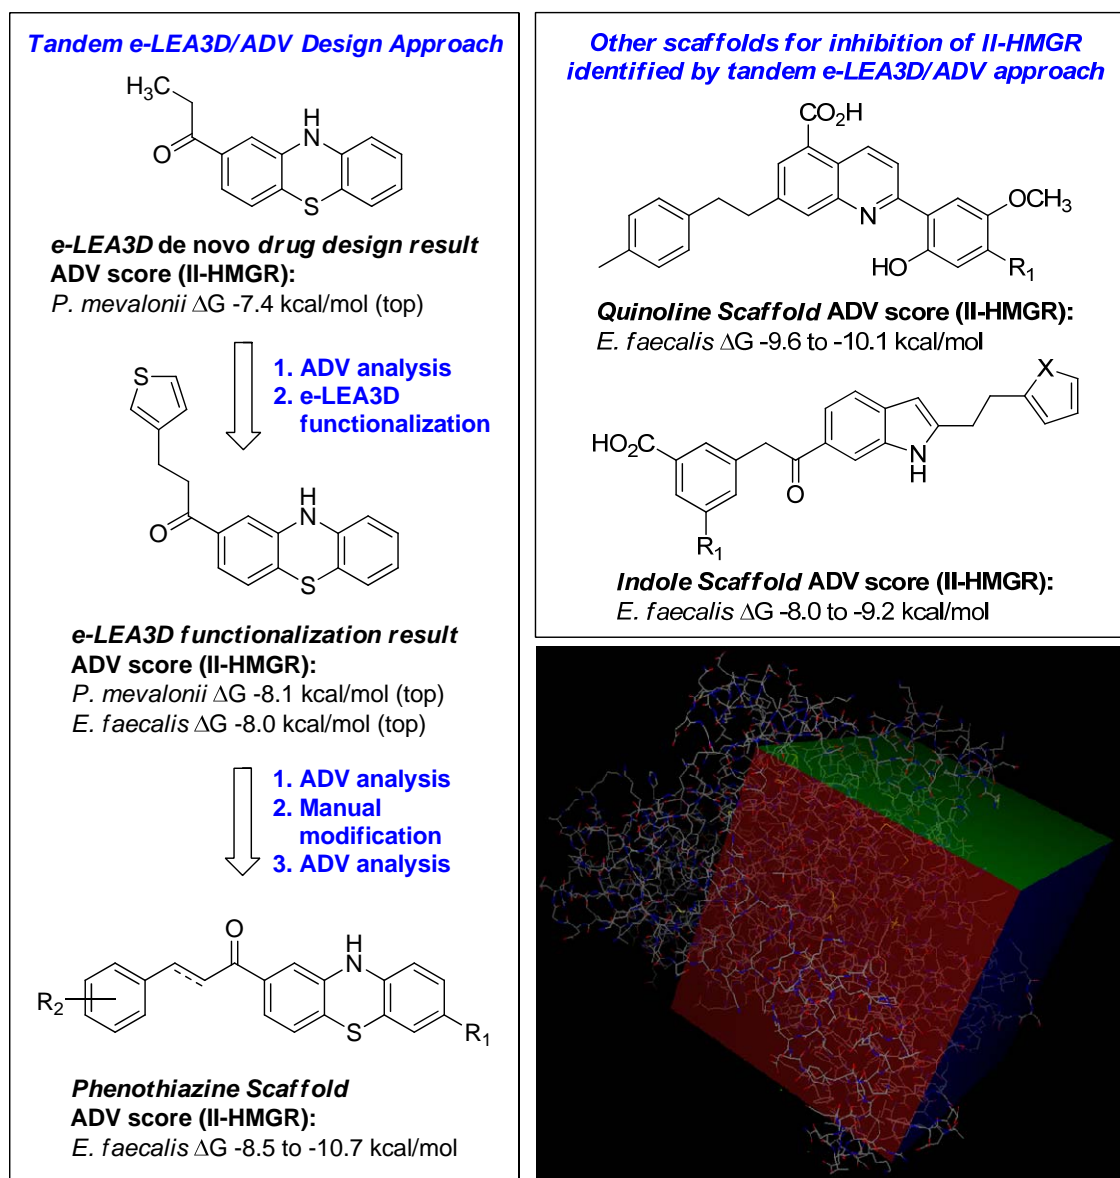 Tandem e-LEA3D/ADV Design Approach
H3C
O
H
N
S
e-LEA3D de novo drug design result
ADV score (II-HMGR):
P. mevalonii ΔG -7.4 kcal/mol (top)
1. ADV analysis
2. e-LEA3D
functionalization
S
O
H
N
S
e-LEA3D functionalization result
ADV score (II-HMGR):
P. mevalonii ΔG -8.1 kcal/mol (top)
E. faecalis ΔG -8.0 kcal/mol (top)
1. ADV analysis
2. Manual
modification
3. ADV analysis
O
H
N
R2
S
R1
Phenothiazine Scaffold
ADV score (II-HMGR):
E. faecalis ΔG -8.5 to -10.7 kcal/mol
Other scaffolds for inhibition of II-HMGR
identified by tandem e-LEA3D/ADV approach
CO2H
N
OCH3
HO
R1
Quinoline Scaffold ADV score (II-HMGR):
E. faecalis ΔG -9.6 to -10.1 kcal/mol
X
HO2C
O
N
H
R1
Indole Scaffold ADV score (II-HMGR):
E. faecalis ΔG -8.0 to -9.2 kcal/mol